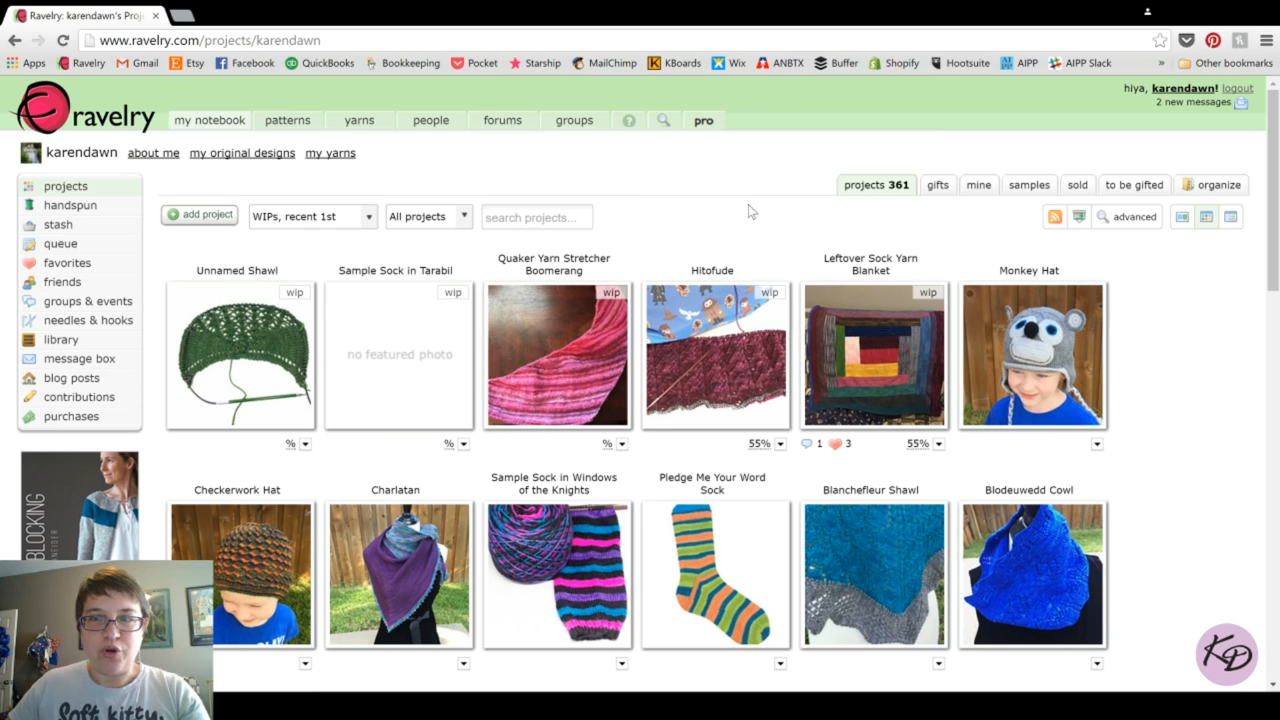 Ravelry: karendawn's Proj
www.ravelry.com/projects/karendawn
Apps Ravelry Gmail Etsy Facebook QuickBooks Bookkeeping Pocket Starship MailChimp KBoards Wix ANBTX Buffer Shopify Hootsuite AIPP AIPP Slack » Other bookmarks
hiya, karendawn! logout
2 new messages
ravelry
my notebook patterns yarns people forums groups ? pro
karendawn about me my original designs my yarns
projects 361 gifts mine samples sold to be gifted organize
add project WIPs, recent 1st All projects search projects... advanced
projects
handspun
stash
queue
favorites
friends
groups & events
needles & hooks
library
message box
blog posts
contributions
purchases
Unnamed Shawl
wip
%
Sample Sock in Tarabil
wip
no featured photo
%
Quaker Yarn Stretcher
Boomerang
wip
%
Hitofude
wip
55%
Leftover Sock Yarn
Blanket
wip
1 3 55%
Monkey Hat
Checkerwork Hat
Charlatan
Sample Sock in Windows
of the Knights
Pledge Me Your Word
Sock
Blanchefleur Shawl
Blodeuwedd Cowl
BLOCKING
Soft kitty,
KD